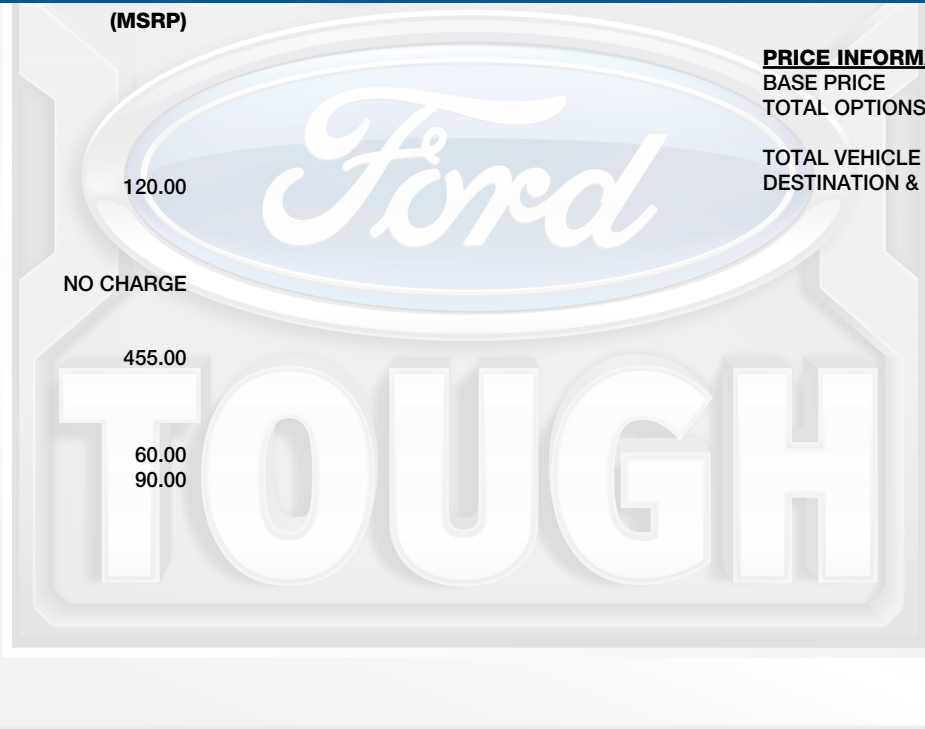 (MSRP)
120.00
NO CHARGE
455.00
60.00
90.00
PRICE INFORMA
BASE PRICE
TOTAL OPTIONS
TOTAL VEHICLE
DESTINATION &
Ford
TOUGH